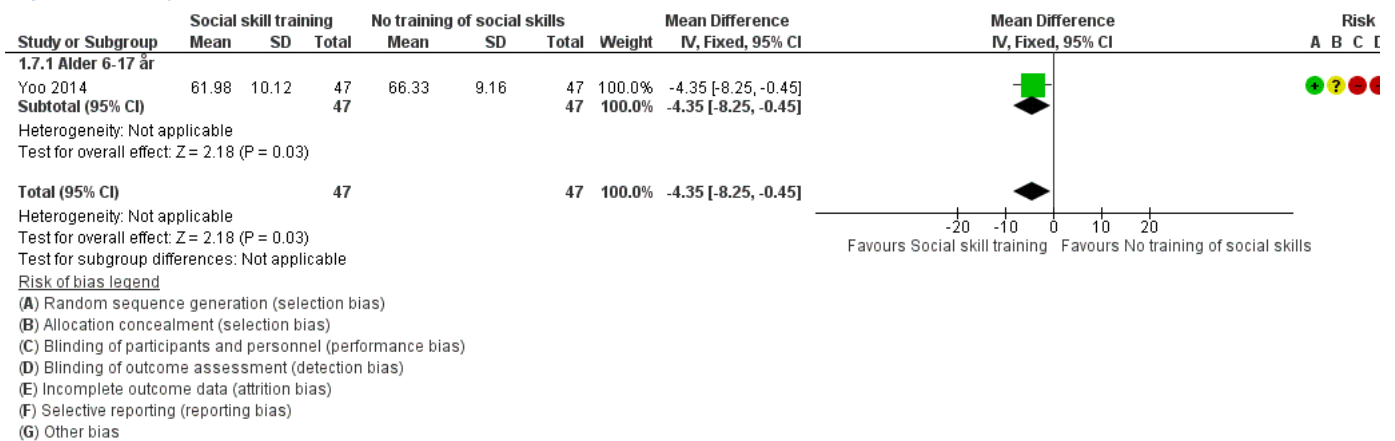 Social skill training No training of social skills Mean Difference Mean Difference Risk
Study or Subgroup Mean SD Total Mean SD Total Weight IV, Fixed, 95% CI IV, Fixed, 95% CI A B C D
1.7.1 Alder 6-17 år
Yoo 2014 61.98 10.12 47 66.33 9.16 47 100.0% -4.35 [-8.25, -0.45] + ? - -
Subtotal (95% CI) 47 47 100.0% -4.35 [-8.25, -0.45]
Heterogeneity: Not applicable
Test for overall effect: Z = 2.18 (P = 0.03)
Total (95% CI) 47 47 100.0% -4.35 [-8.25, -0.45]
Heterogeneity: Not applicable
Test for overall effect: Z = 2.18 (P = 0.03)
Test for subgroup differences: Not applicable
-20 -10 0 10 20
Favours Social skill training Favours No training of social skills
Risk of bias legend
(A) Random sequence generation (selection bias)
(B) Allocation concealment (selection bias)
(C) Blinding of participants and personnel (performance bias)
(D) Blinding of outcome assessment (detection bias)
(E) Incomplete outcome data (attrition bias)
(F) Selective reporting (reporting bias)
(G) Other bias